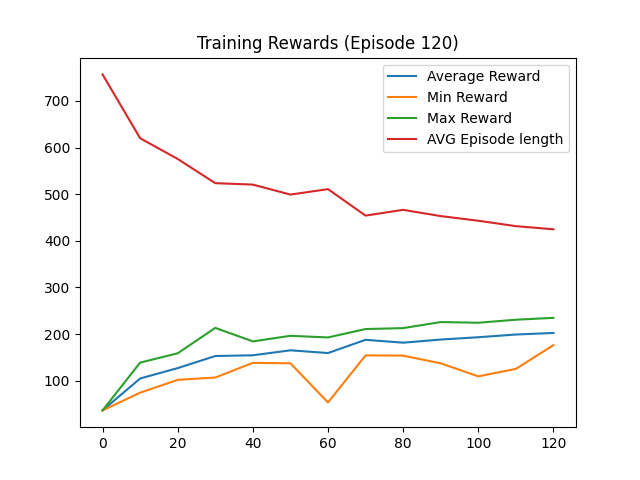 Training Rewards (Episode 120)
Average Reward
Min Reward
Max Reward
AVG Episode length
700
600
500
400
300
200
100
0 20 40 60 80 100 120